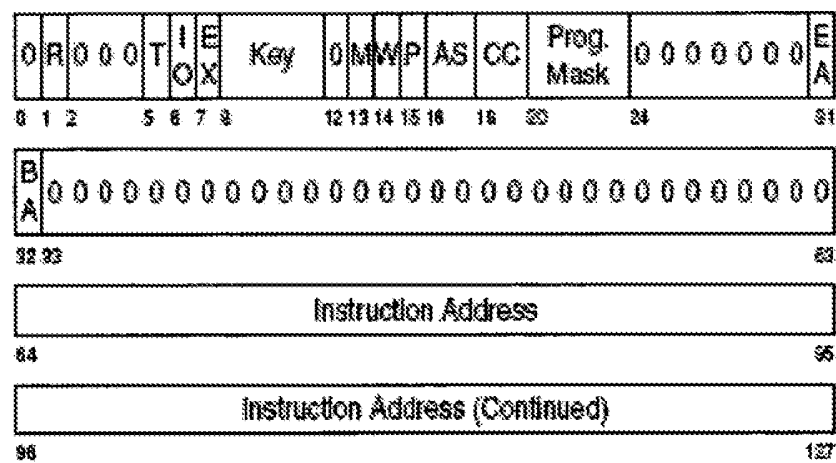 0 R 0 0 0 T IO EX Key 0 M W P AS CC Prog. Mask 0 0 0 0 0 0 0 EA
0 1 2 5 6 7 8 12 13 14 15 16 18 20 24 31
BA 0 0 0 0 0 0 0 0 0 0 0 0 0 0 0 0 0 0 0 0 0 0 0 0 0 0 0 0 0 0 0
32 33 63
Instruction Address
64 95
Instruction Address (Continued)
96 127